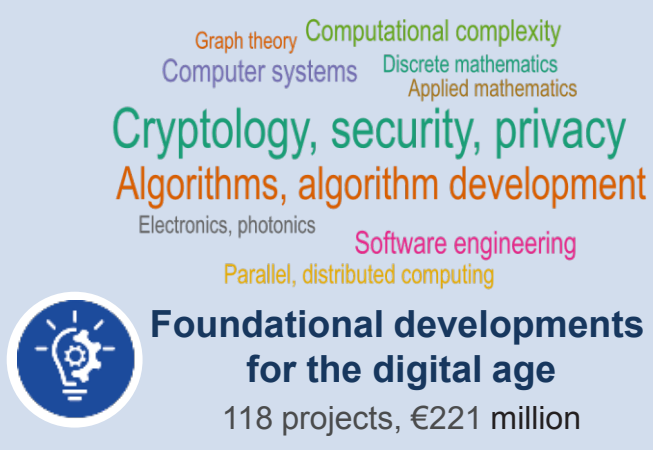 Graph theory Computational complexity
Computer systems Discrete mathematics
Applied mathematics
Cryptology, security, privacy
Algorithms, algorithm development
Electronics, photonics
Software engineering
Parallel, distributed computing
Foundational developments
for the digital age
118 projects, €221 million